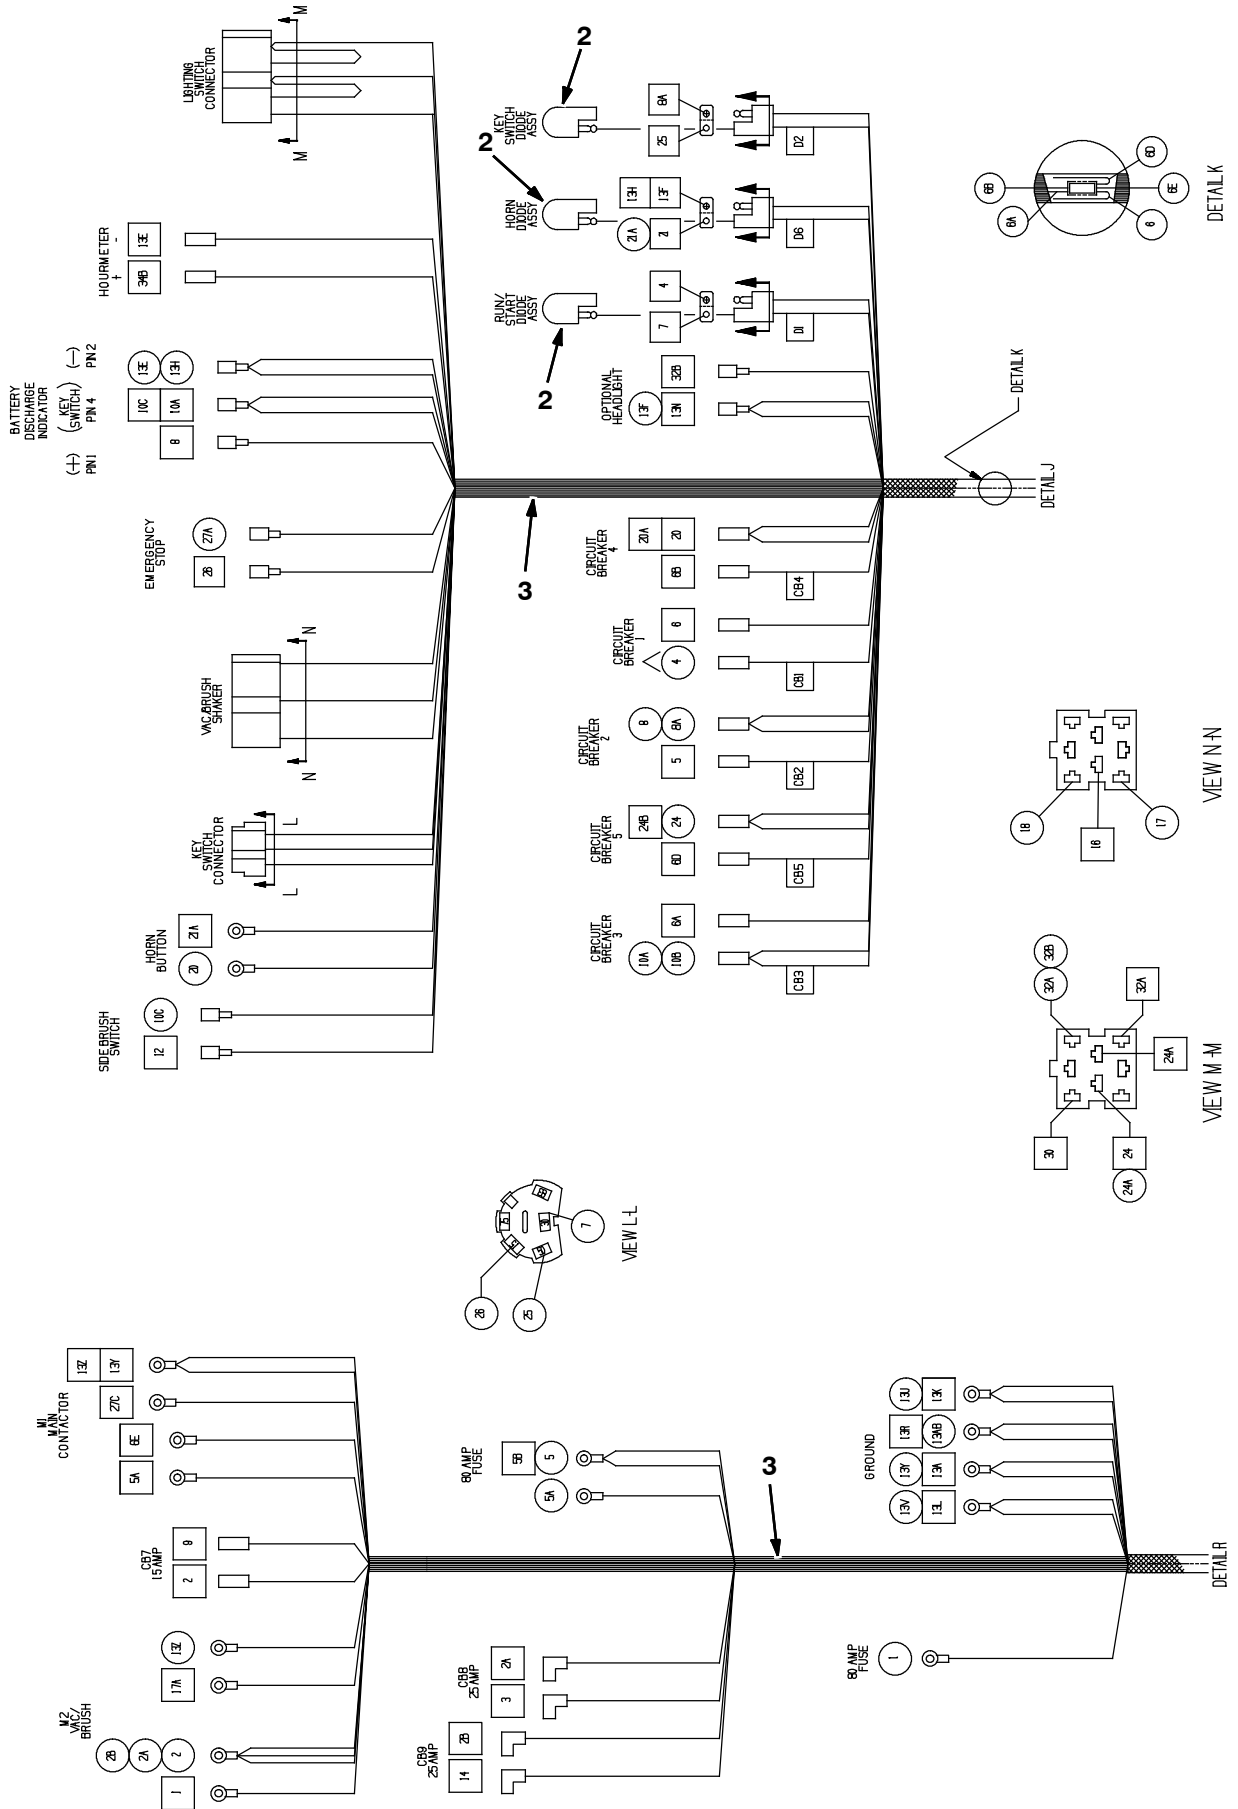 LIGHTING
SWITCH
CONNECTOR
M
M
HOURMETER
+
-
34B
13E
BATTERY
DISCHARGE
INDICATOR
(+)
PIN 1
(KEY
SWITCH)
PIN 4
(-)
PIN 2
8
10C
10A
13E
13H
EMERGENCY
STOP
26
27A
VAC/BRUSH
SHAKER
N
N
KEY
SWITCH
CONNECTOR
L
L
HORN
BUTTON
20
21A
SIDE BRUSH
SWITCH
12
10C
3
KEY
SWITCH
DIODE
ASSY
2
25
8A
D2
HORN
DIODE
ASSY
2
21A
21
13H
13F
D6
RUN/
START
DIODE
ASSY
2
7
4
D1
OPTIONAL
HEADLIGHT
13F
13N
32B
DETAIL K
DETAIL J
CIRCUIT
BREAKER
4
6B
20A
20
CB4
CIRCUIT
BREAKER
1
4
6
CB1
CIRCUIT
BREAKER
2
5
8
8A
CB2
CIRCUIT
BREAKER
5
6D
24B
24
CB5
CIRCUIT
BREAKER
3
10A
10B
6A
CB3
6B
6A
6D
6E
6
DETAIL K
18
16
17
VIEW N-N
32B
32A
32A
24A
30
24
24A
VIEW M-M
26
25
7
15
30
VIEW L-L
M1
MAIN
CONTACTOR
5A
6E
27C
13Z
13Y
CB7
15 AMP
2
9
13Z
17A
M2
VAC/
BRUSH
2B
2A
2
1
80 AMP
FUSE
5B
5
5A
3
CB8
25 AMP
3
2A
CB9
25 AMP
14
2B
GROUND
13V
13L
13Y
13A
13R
13AB
13U
13K
80 AMP
FUSE
1
DETAIL R